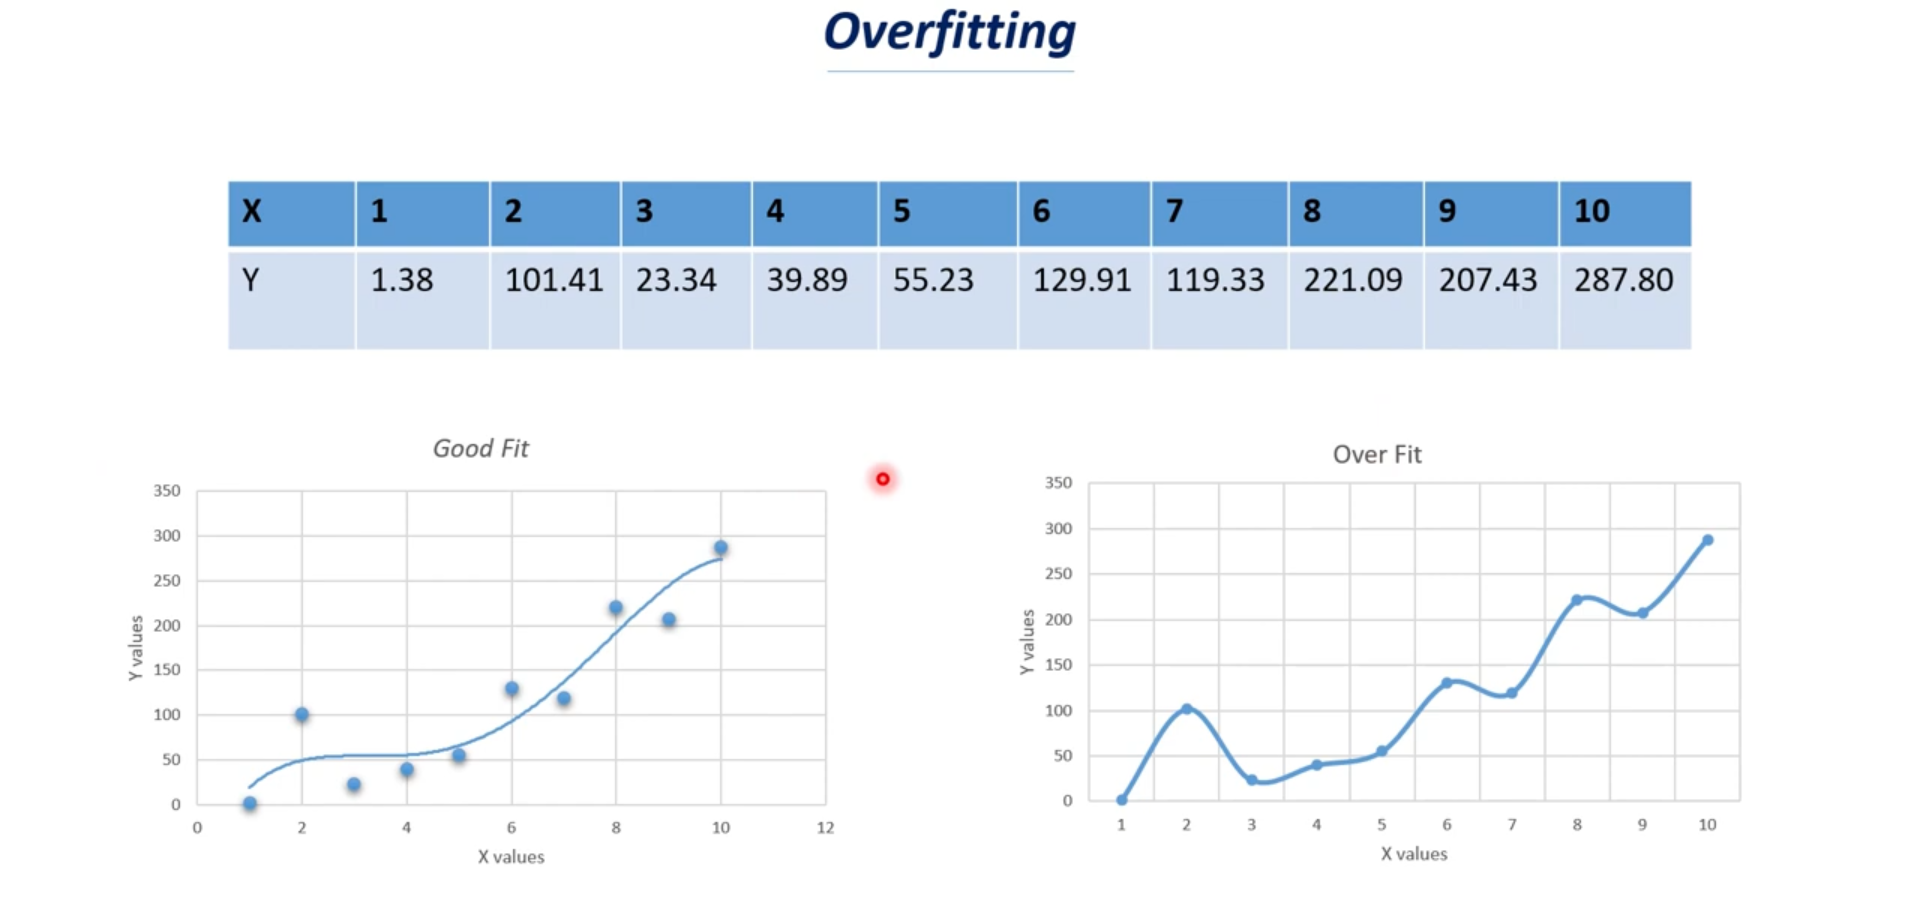 Overfitting
X 1 2 3 4 5 6 7 8 9 10
Y 1.38 101.41 23.34 39.89 55.23 129.91 119.33 221.09 207.43 287.80
Good Fit
350
300
250
200
150
100
50
0
Y values
0 2 4 6 8 10 12
X values
Over Fit
350
300
250
200
150
100
50
0
Y values
1 2 3 4 5 6 7 8 9 10
X values